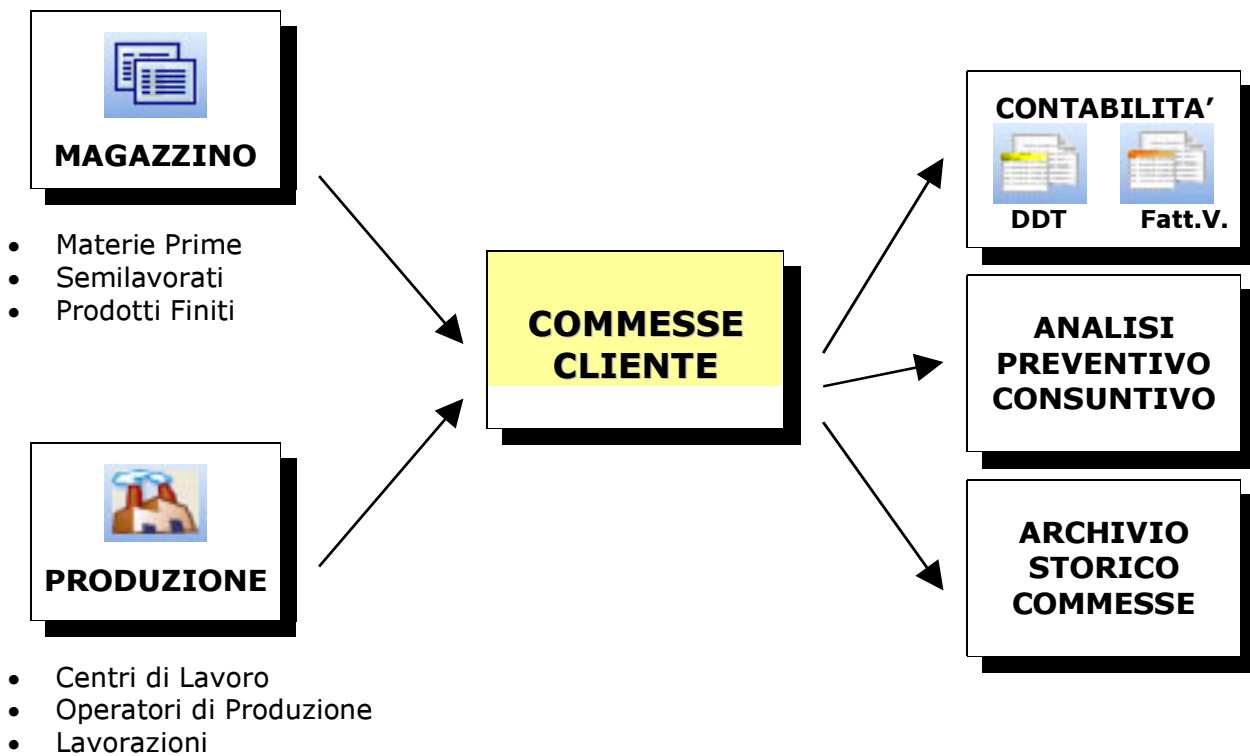 MAGAZZINO
• Materie Prime
• Semilavorati
• Prodotti Finiti
PRODUZIONE
• Centri di Lavoro
• Operatori di Produzione
• Lavorazioni
COMMESSE
CLIENTE
CONTABILITA’
DDT Fatt.V.
ANALISI
PREVENTIVO
CONSUNTIVO
ARCHIVIO
STORICO
COMMESSE